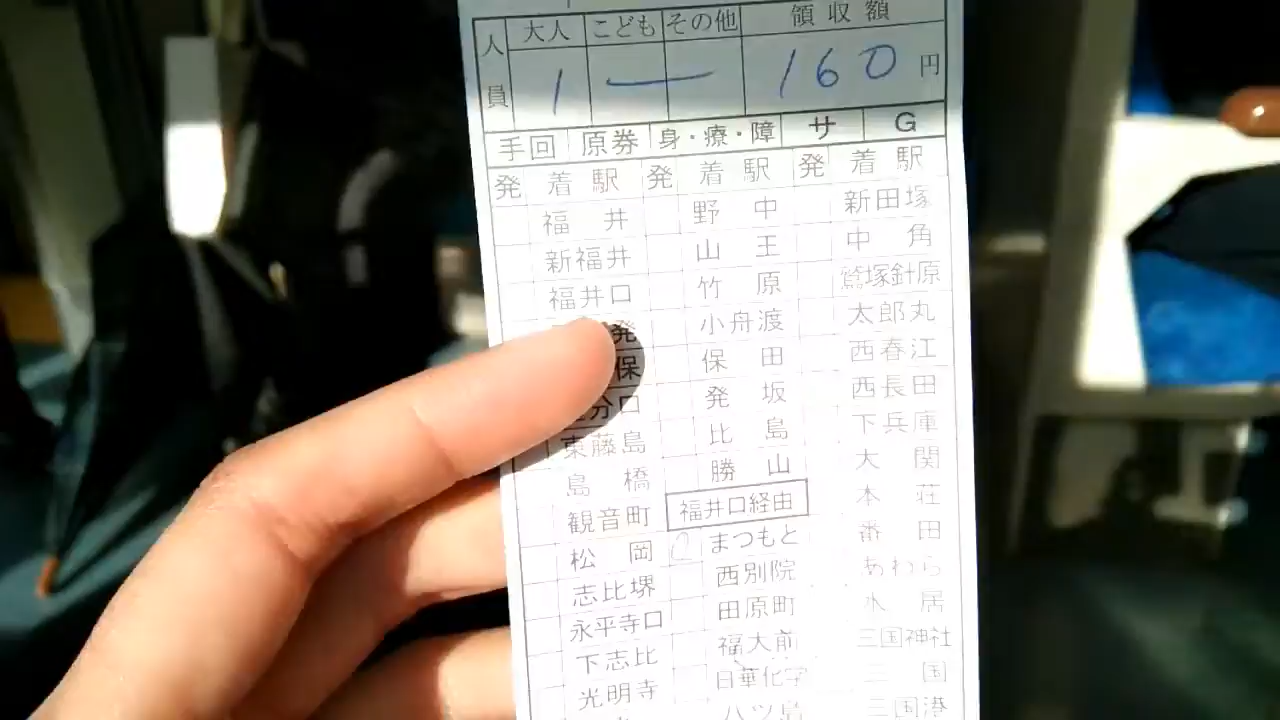 人員 大人 こども その他 領収額
1 — 160 円
手回 原券 身・療・障 サ G
発 着駅 発 着駅 発 着駅
福井 野中 新田塚
新福井 山王 中角
福井口 竹原 鷲塚針原
発 小舟渡 太郎丸
保 保田 西春江
分口 発坂 西長田
東藤島 比島 下兵庫
島橋 勝山 大関
観音町 福井口経由 本荘
松岡 まつもと 番田
志比堺 西別院 あわら
永平寺口 田原町 水居
下志比 福大前 三国神社
光明寺 日華化学 三国
八ツ島 三国港